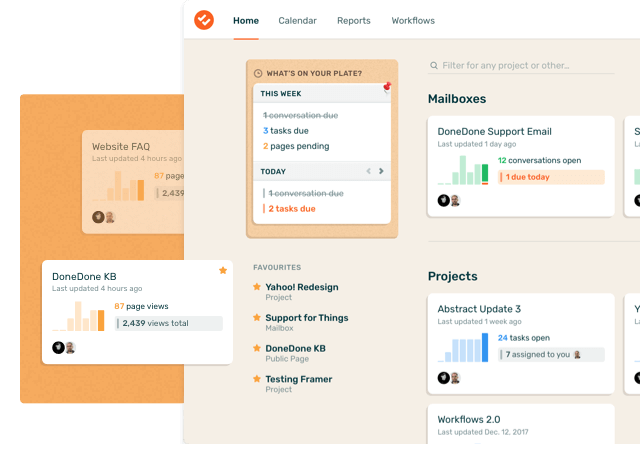 Home
Calendar
Reports
Workflows
WHAT'S ON YOUR PLATE?
THIS WEEK
1 conversation due
3 tasks due
2 pages pending
TODAY
1 conversation due
2 tasks due
Filter for any project or other...
Mailboxes
DoneDone Support Email
Last updated 1 day ago
12 conversations open
1 due today
S
Website FAQ
Last updated 4 hours ago
87 page
2,439
DoneDone KB
Last updated 4 hours ago
87 page views
2,439 views total
FAVOURITES
Yahoo! Redesign
Project
Support for Things
Mailbox
DoneDone KB
Public Page
Testing Framer
Project
Projects
Abstract Update 3
Last updated 1 week ago
24 tasks open
7 assigned to you
Y
Workflows 2.0
Last updated Dec, 12, 2017